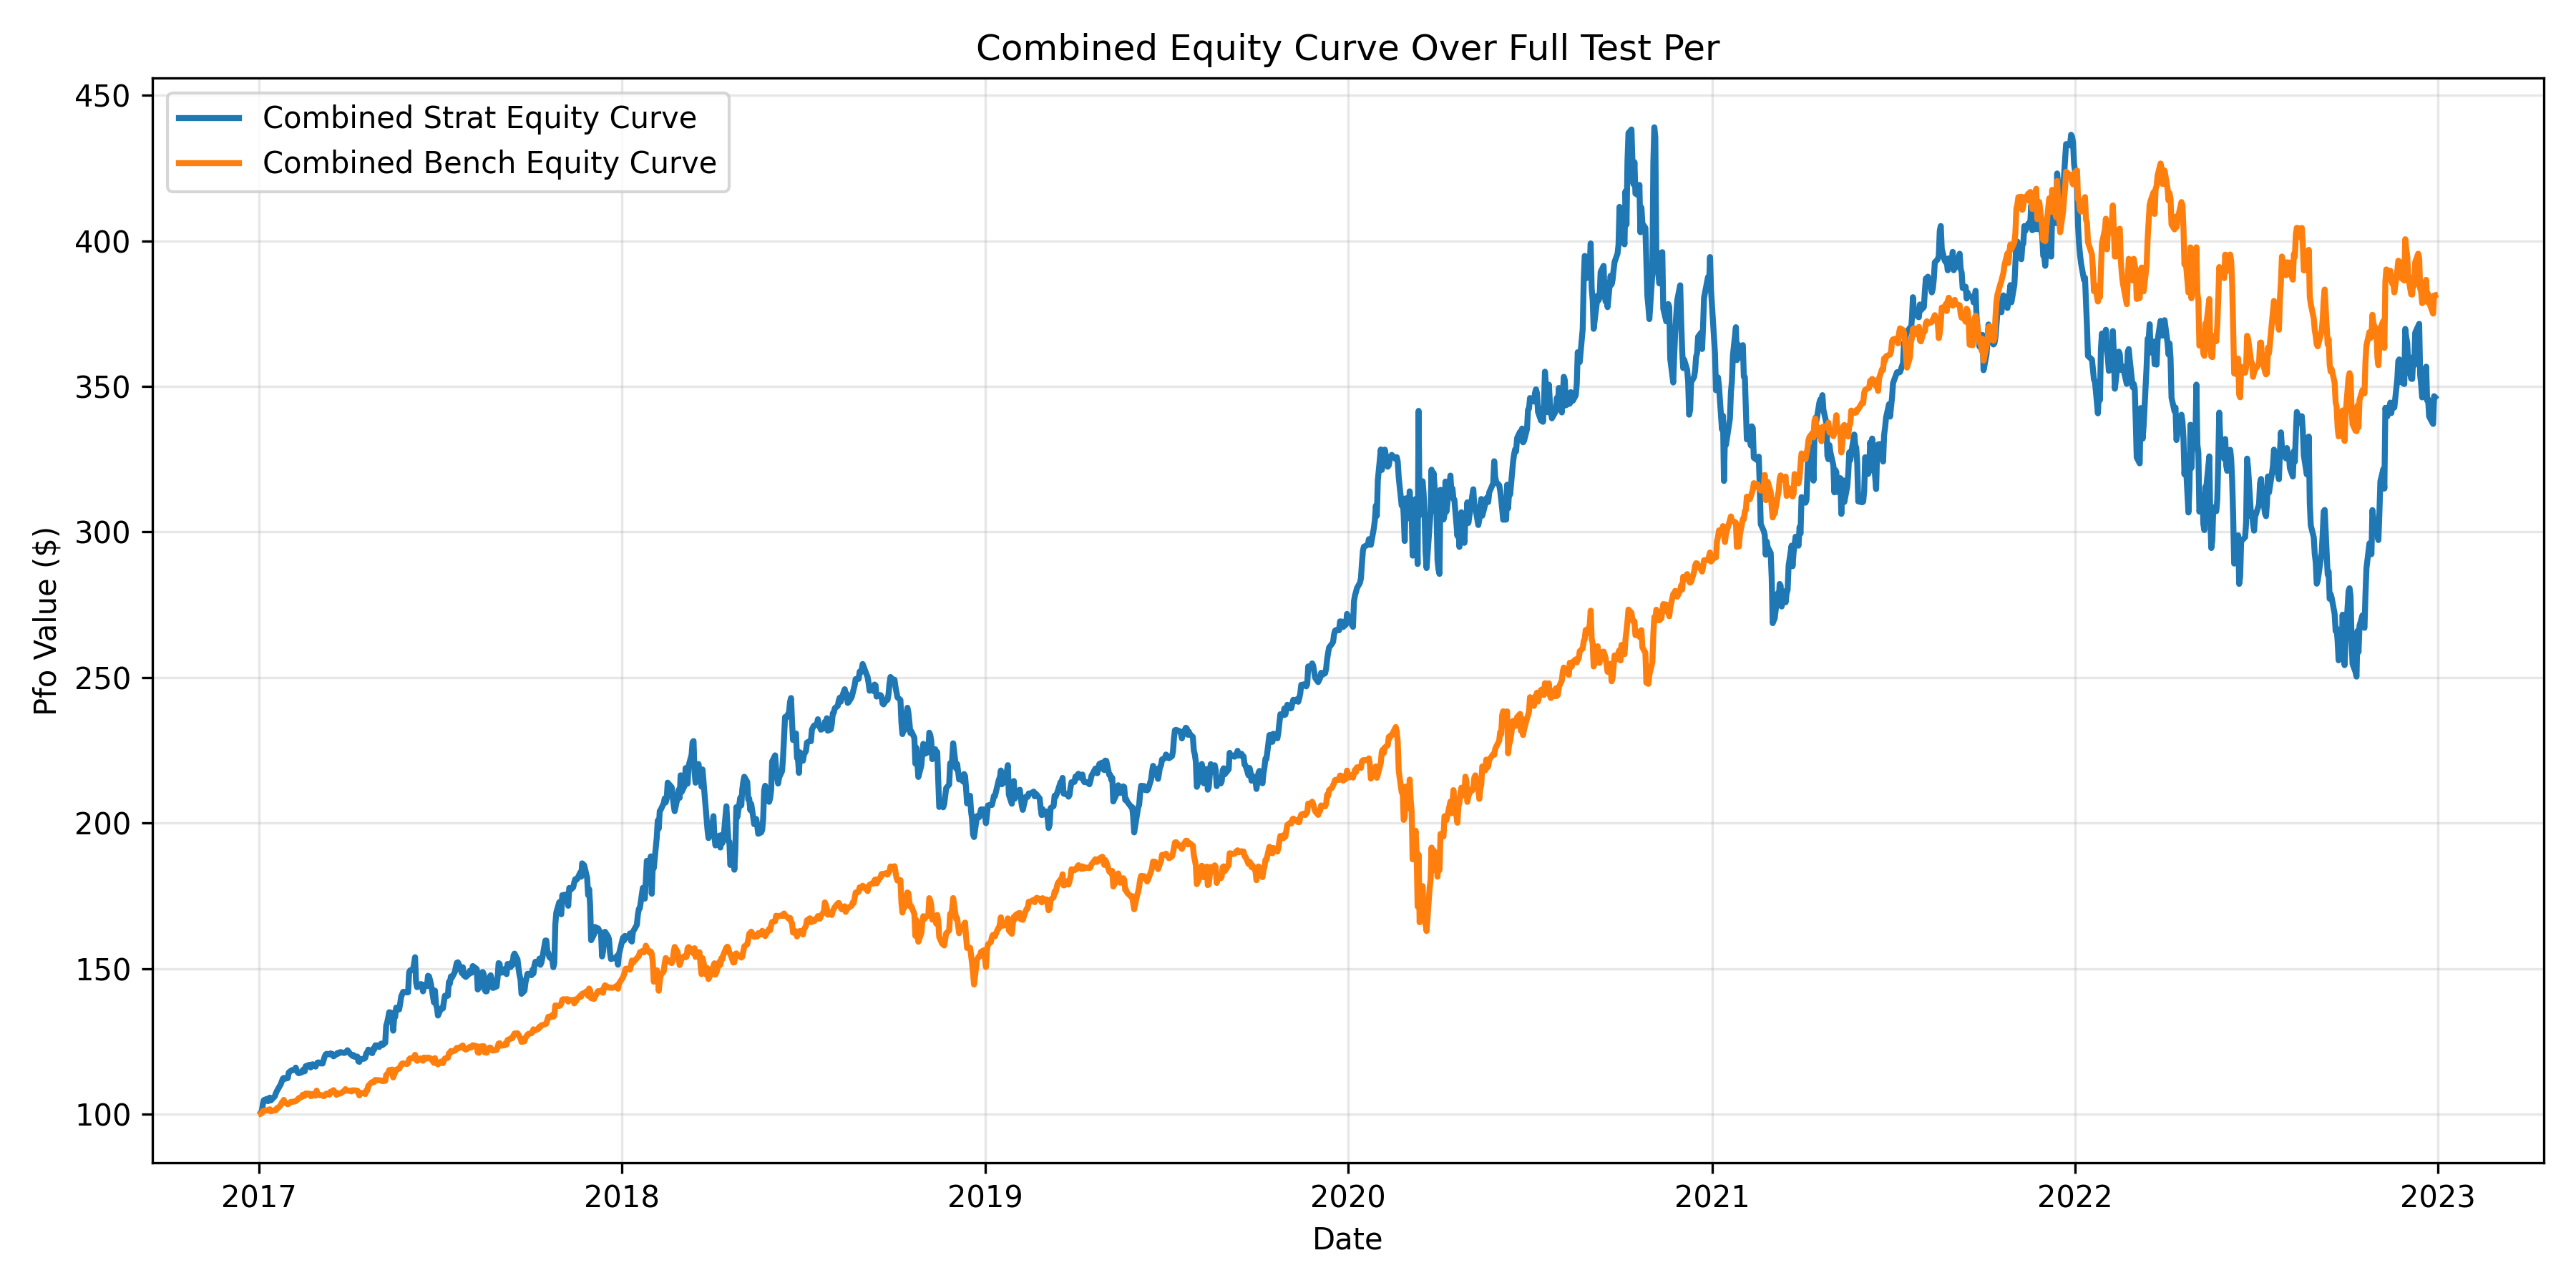 Combined Equity Curve Over Full Test Per
450
Combined Strat Equity Curve
Combined Bench Equity Curve
400
350
300
250
200
150
100
Pfo Value ($)
2017 2018 2019 2020 2021 2022 2023
Date